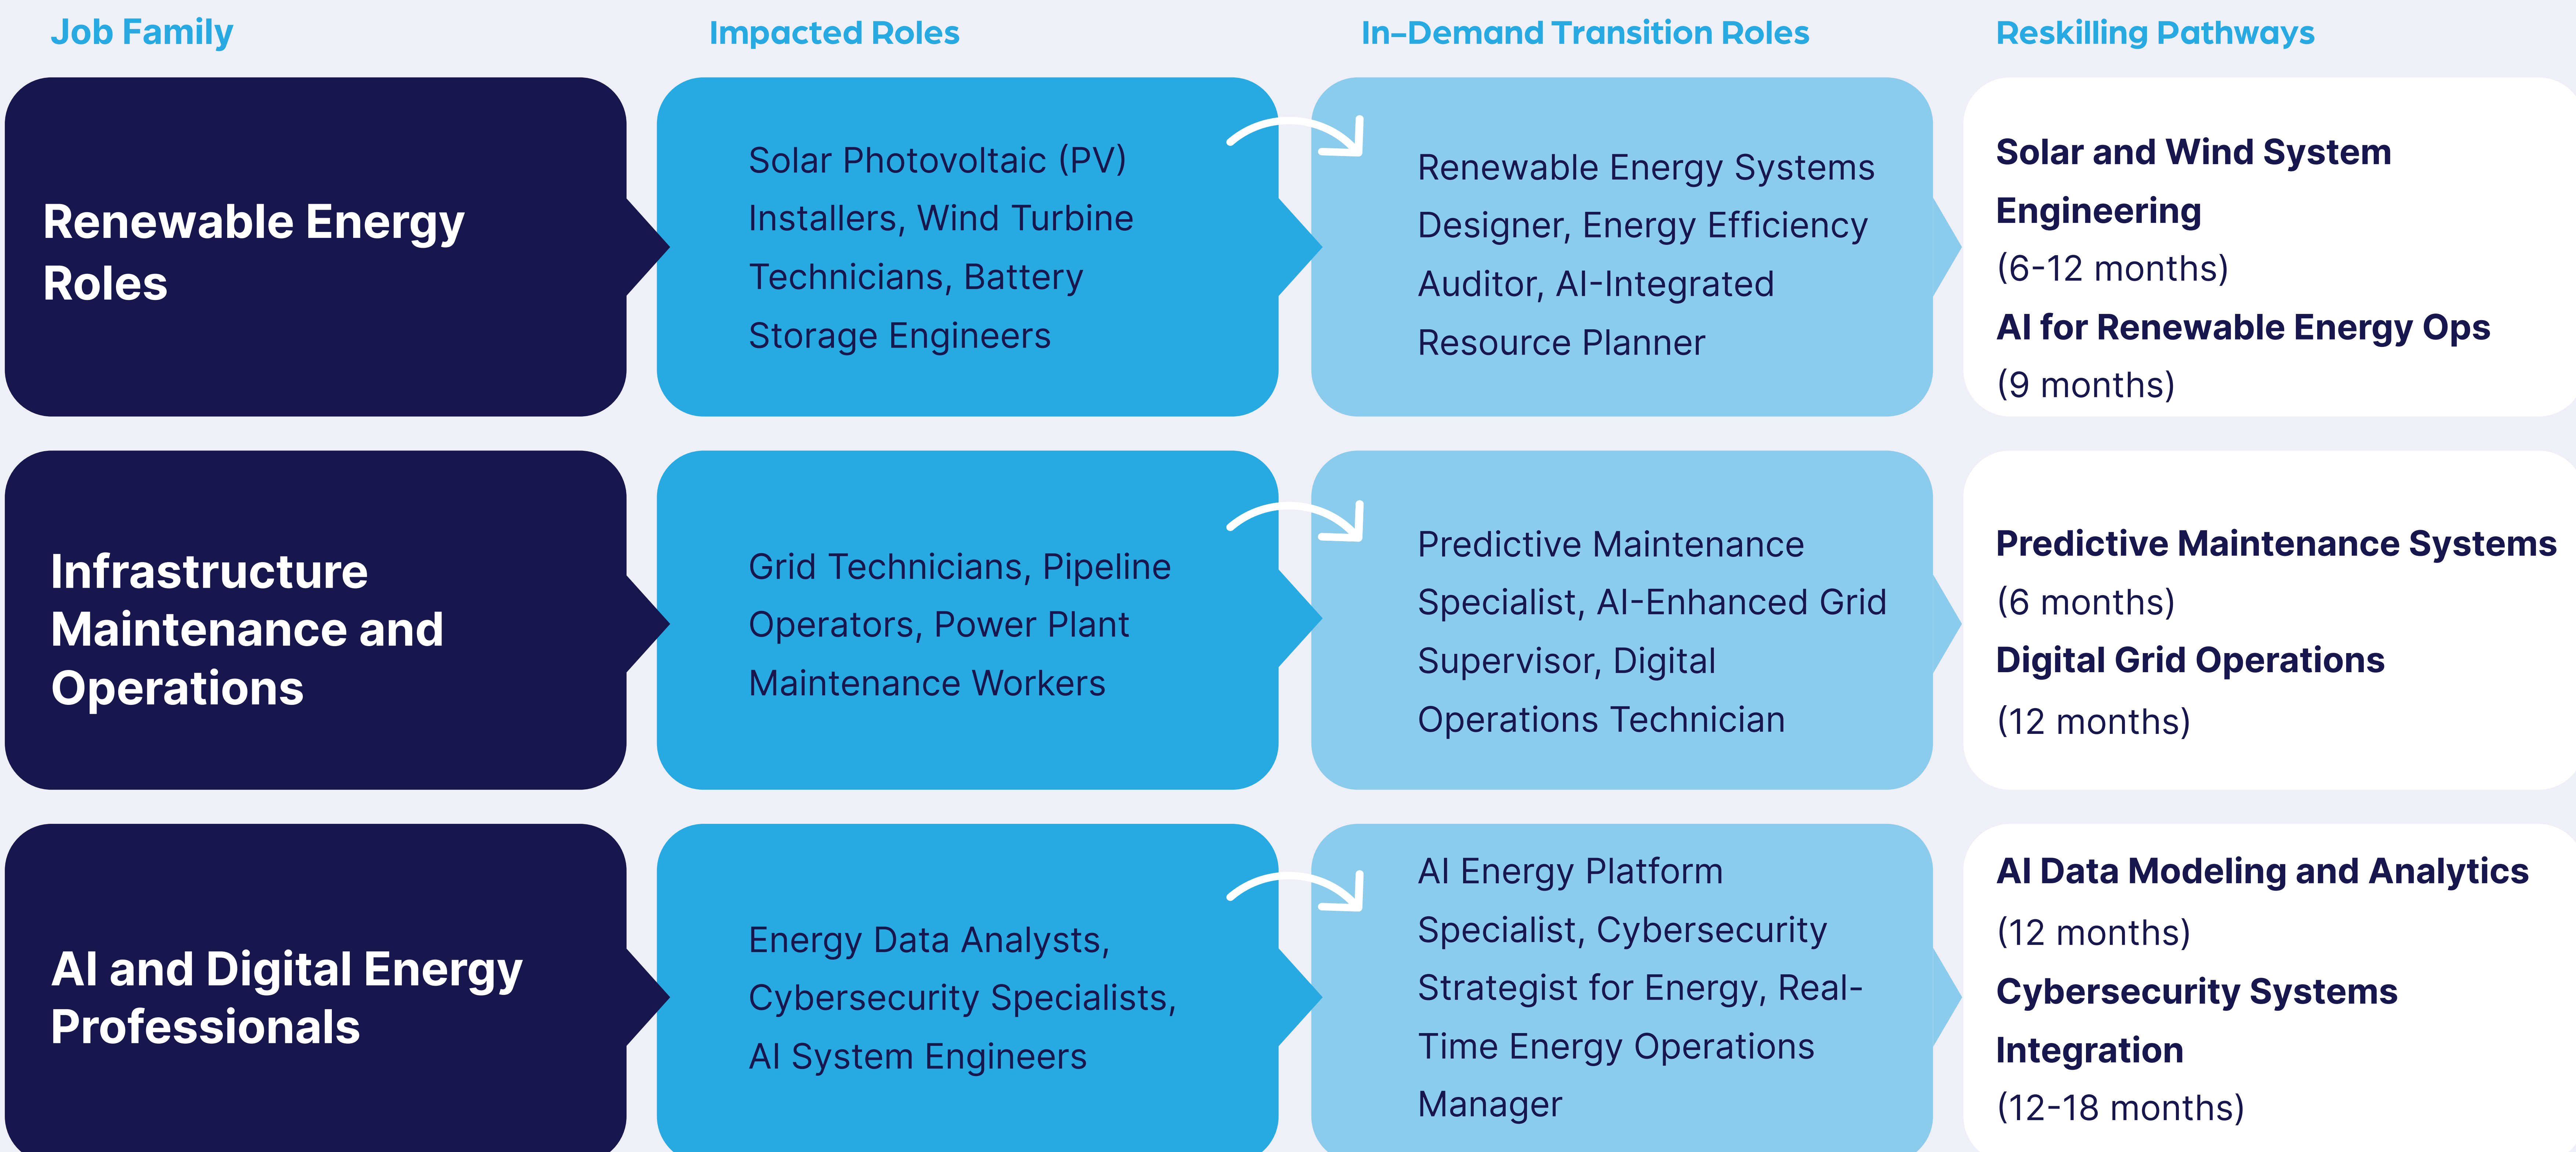 Job Family
Impacted Roles
In-Demand Transition Roles
Reskilling Pathways
Renewable Energy
Roles
Solar Photovoltaic (PV)
Installers, Wind Turbine
Technicians, Battery
Storage Engineers
Renewable Energy Systems
Designer, Energy Efficiency
Auditor, AI-Integrated
Resource Planner
Solar and Wind System
Engineering
(6-12 months)
AI for Renewable Energy Ops
(9 months)
Infrastructure
Maintenance and
Operations
Grid Technicians, Pipeline
Operators, Power Plant
Maintenance Workers
Predictive Maintenance
Specialist, AI-Enhanced Grid
Supervisor, Digital
Operations Technician
Predictive Maintenance Systems
(6 months)
Digital Grid Operations
(12 months)
AI and Digital Energy
Professionals
Energy Data Analysts,
Cybersecurity Specialists,
AI System Engineers
AI Energy Platform
Specialist, Cybersecurity
Strategist for Energy, Real-
Time Energy Operations
Manager
AI Data Modeling and Analytics
(12 months)
Cybersecurity Systems
Integration
(12-18 months)